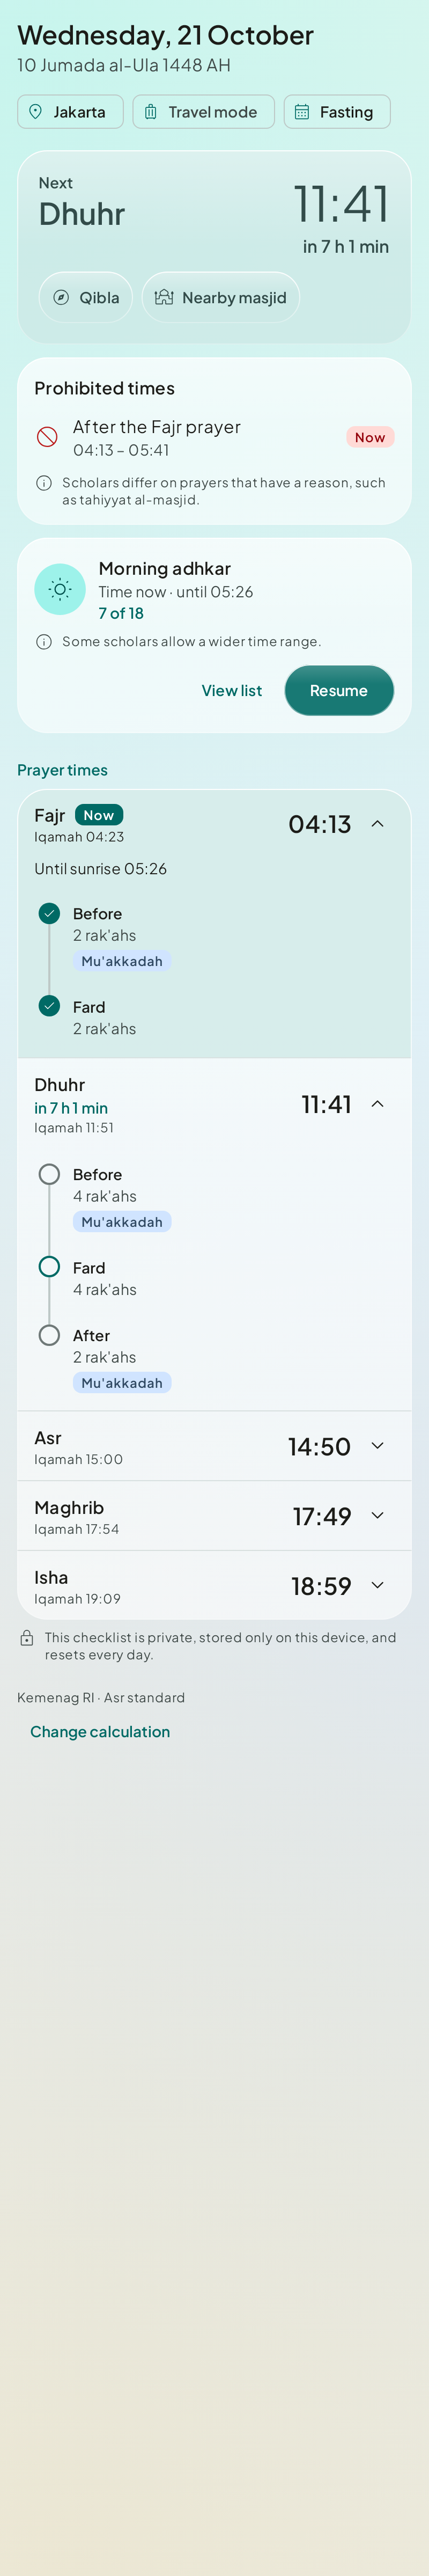 Wednesday, 21 October
10 Jumada al-Ula 1448 AH
Jakarta
Travel mode
Fasting
Next
Dhuhr
11:41
in 7 h 1 min
Qibla
Nearby masjid
Prohibited times
After the Fajr prayer
04:13 – 05:41
Now
Scholars differ on prayers that have a reason, such
as tahiyyat al-masjid.
Morning adhkar
Time now · until 05:26
7 of 18
Some scholars allow a wider time range.
View list
Resume
Prayer times
Fajr
Now
Iqamah 04:23
04:13
Until sunrise 05:26
Before
2 rak'ahs
Mu'akkadah
Fard
2 rak'ahs
Dhuhr
in 7 h 1 min
Iqamah 11:51
11:41
Before
4 rak'ahs
Mu'akkadah
Fard
4 rak'ahs
After
2 rak'ahs
Mu'akkadah
Asr
Iqamah 15:00
14:50
Maghrib
Iqamah 17:54
17:49
Isha
Iqamah 19:09
18:59
This checklist is private, stored only on this device, and
resets every day.
Kemenag RI · Asr standard
Change calculation